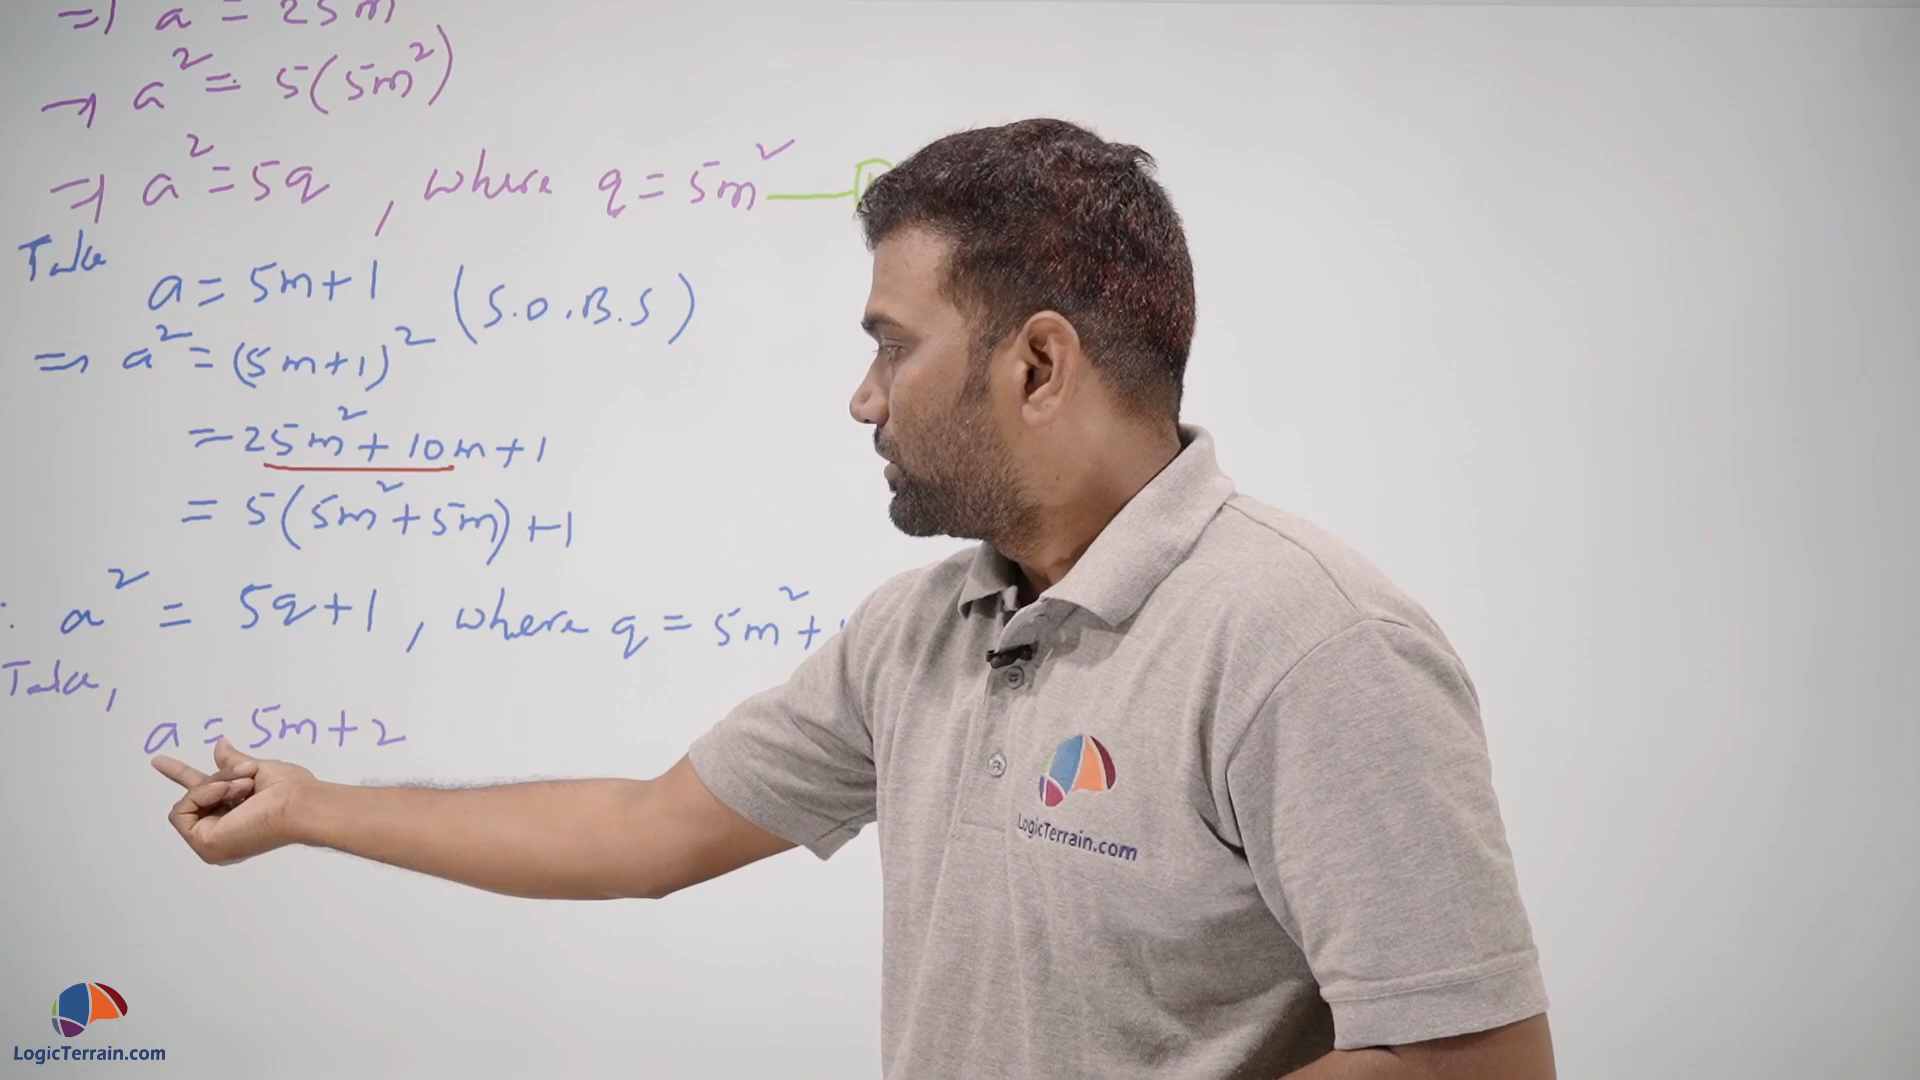 ⇒ a = 25m
→ a² = 5(5m²)
⇒ a² = 5q , where q = 5m²
Take
a = 5m+1 (S.O.B.S)
⇒ a² = (5m+1)²
= 25m² + 10m + 1
= 5(5m² + 5m) + 1
: a² = 5q+1 , where q = 5m² +
Take,
a = 5m+2
LogicTerrain.com
LogicTerrain.com